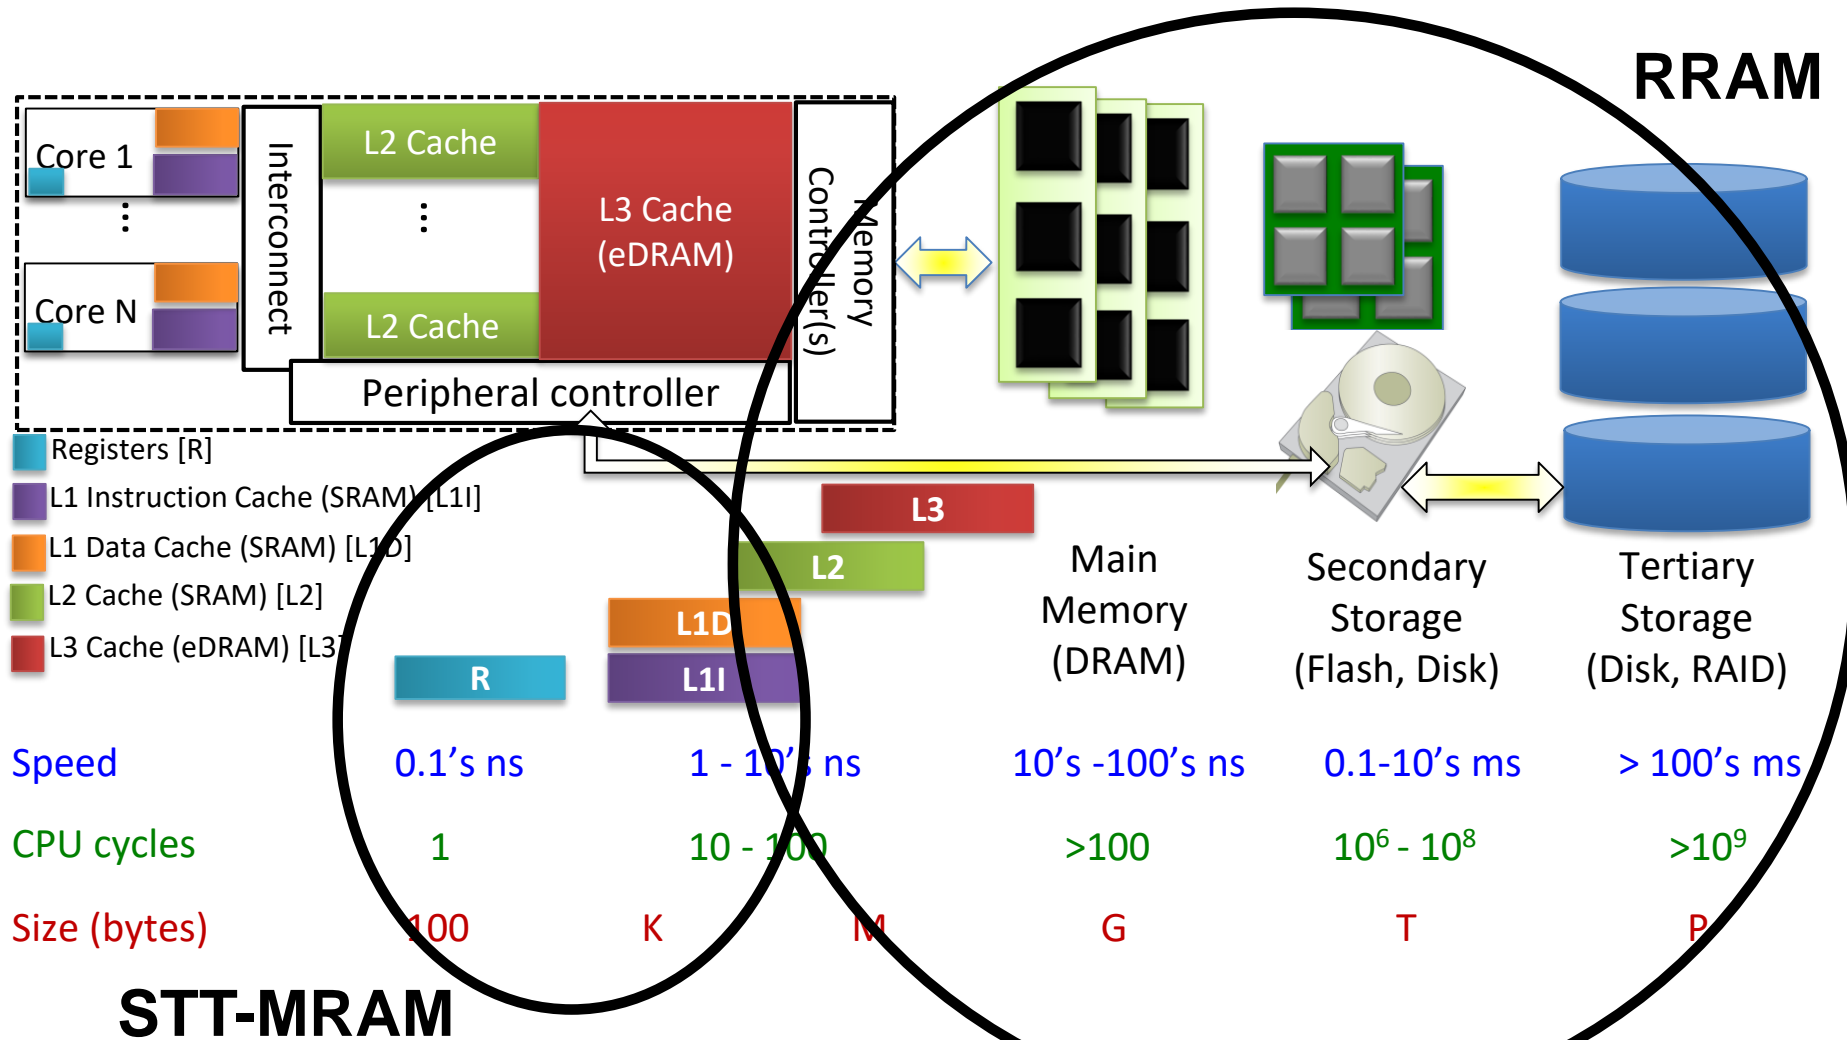 RRAM
Core 1
Interconnect
L2 Cache
L3 Cache
(eDRAM)
Memory
Controller(s)
...
...
Core N
L2 Cache
Peripheral controller
Registers [R]
L1 Instruction Cache (SRAM) [L1I]
L1 Data Cache (SRAM) [L1D]
L2 Cache (SRAM) [L2]
L3 Cache (eDRAM) [L3]
L3
L2
L1D
L1I
R
Main
Memory
(DRAM)
Secondary
Storage
(Flash, Disk)
Tertiary
Storage
(Disk, RAID)
Speed 0.1's ns 1 - 10's ns 10's -100's ns 0.1-10's ms > 100's ms
CPU cycles 1 10 - 100 >100 10⁶ - 10⁸ >10⁹
Size (bytes) 100 K M G T P
STT-MRAM